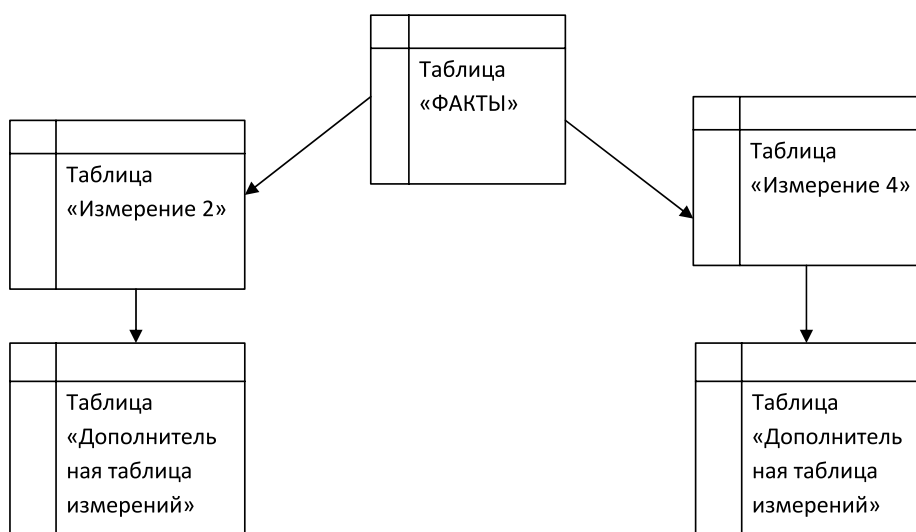 Таблица
«ФАКТЫ»
Таблица
«Измерение 2»
Таблица
«Измерение 4»
Таблица
«Дополнитель
ная таблица
измерений»
Таблица
«Дополнитель
ная таблица
измерений»